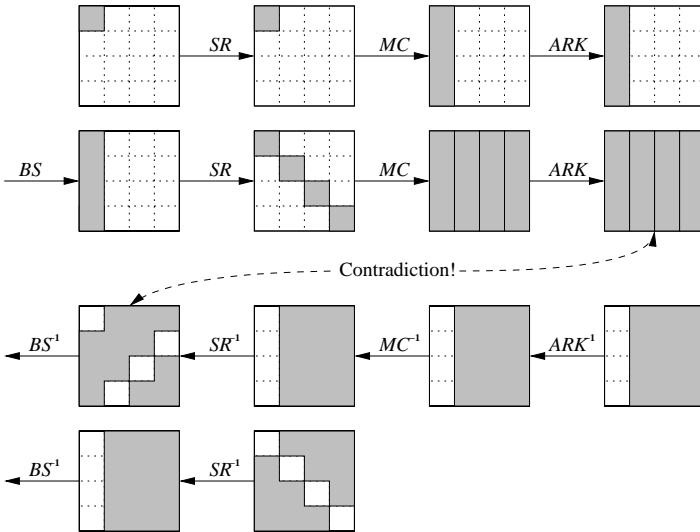 SR MC ARK
BS SR MC ARK
Contradiction!
BS⁻¹ SR⁻¹ MC⁻¹ ARK⁻¹
BS⁻¹ SR⁻¹